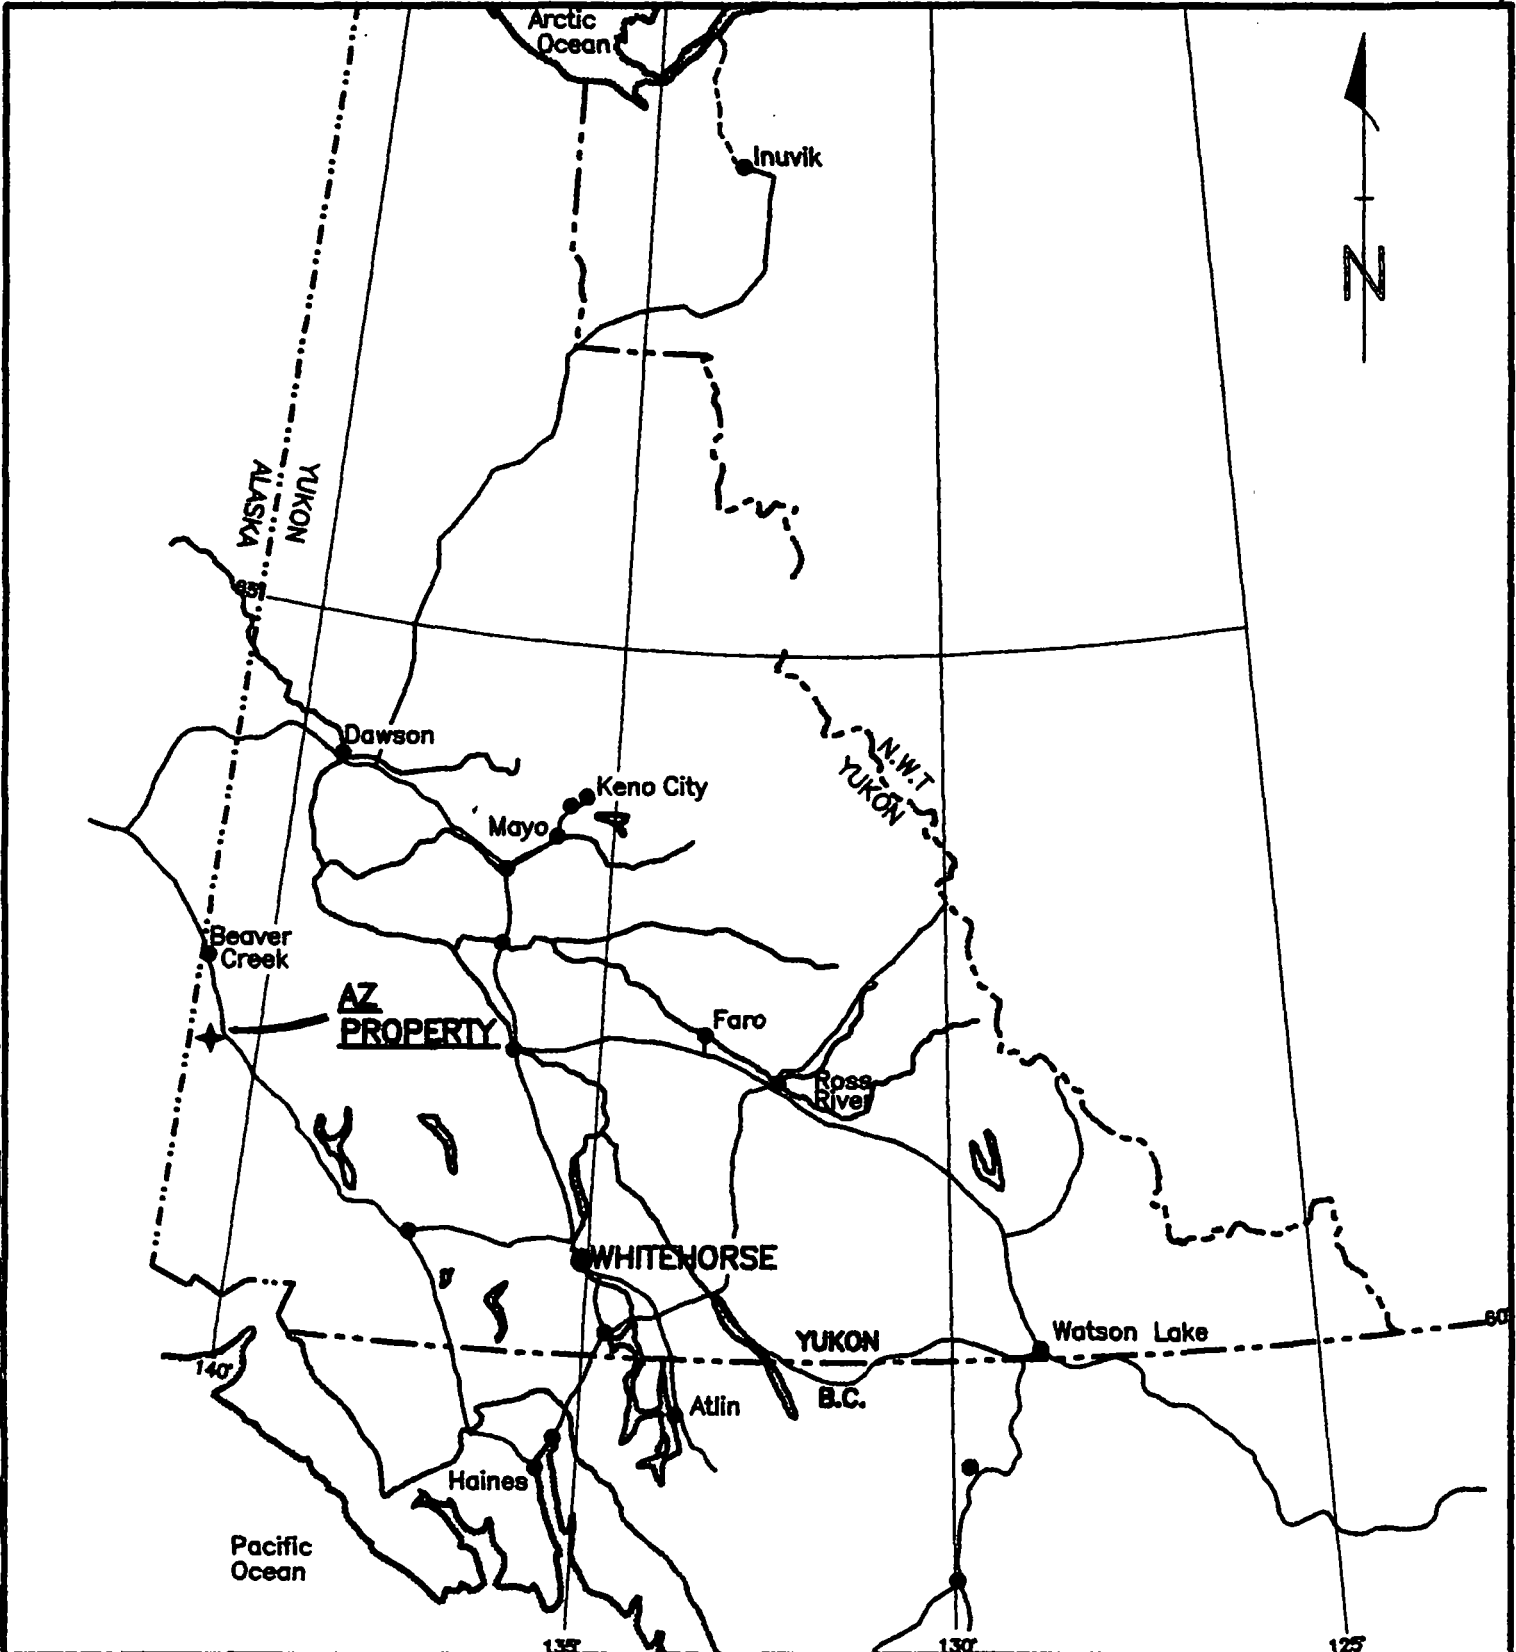 Arctic
Ocean
Inuvik
N
YUKON
ALASKA
65°
Dawson
Keno City
Mayo
N.W.T
YUKON
Beaver
Creek
AZ
PROPERTY
Faro
Ross
River
WHITEHORSE
YUKON
Watson Lake
60°
140°
B.C.
Atlin
Haines
Pacific
Ocean
135°
130°
125°